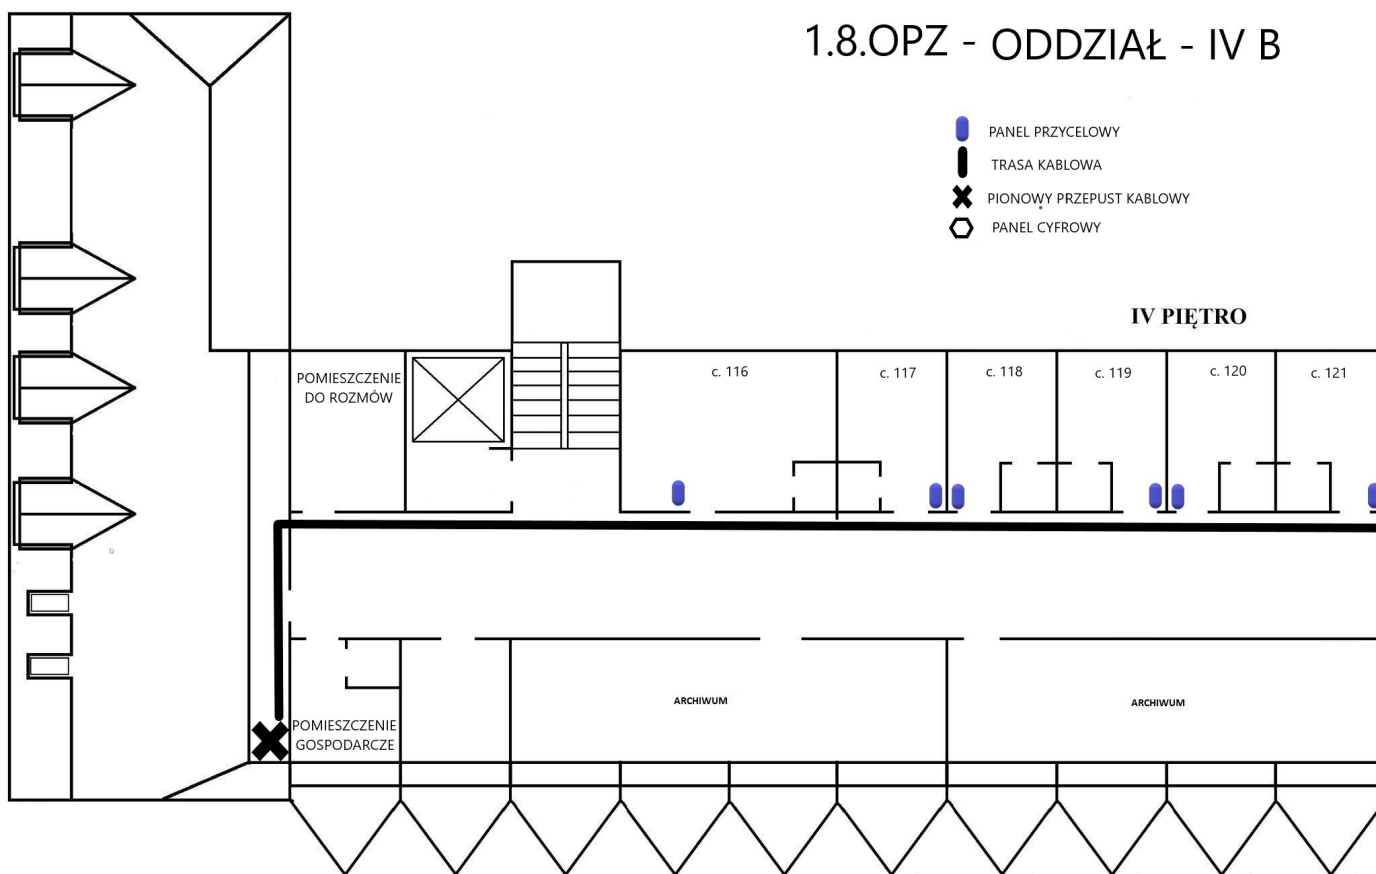 1.8.OPZ - ODDZIAŁ - IV B
PANEL PRZYCELOWY
TRASA KABLOWA
PIONOWY PRZEPUST KABLOWY
PANEL CYFROWY
IV PIĘTRO
POMIESZCZENIE
DO ROZMÓW
c. 116
c. 117
c. 118
c. 119
c. 120
c. 121
ARCHIWUM
ARCHIWUM
POMIESZCZENIE
GOSPODARCZE